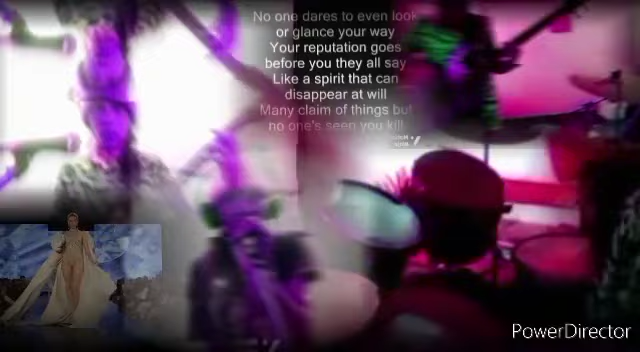 No one dares to even look
or glance your way
Your reputation goes
before you they all say
Like a spirit that can
disappear at will
Many claim of things but
no one's seen you kill
PowerDirector